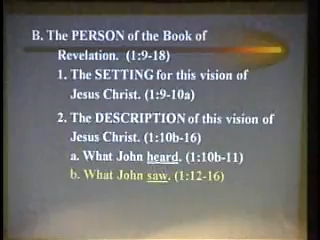 B. The PERSON of the Book of
Revelation. (1:9-18)
1. The SETTING for this vision of
Jesus Christ. (1:9-10a)
2. The DESCRIPTION of this vision of
Jesus Christ. (1:10b-16)
a. What John heard. (1:10b-11)
b. What John saw. (1:12-16)